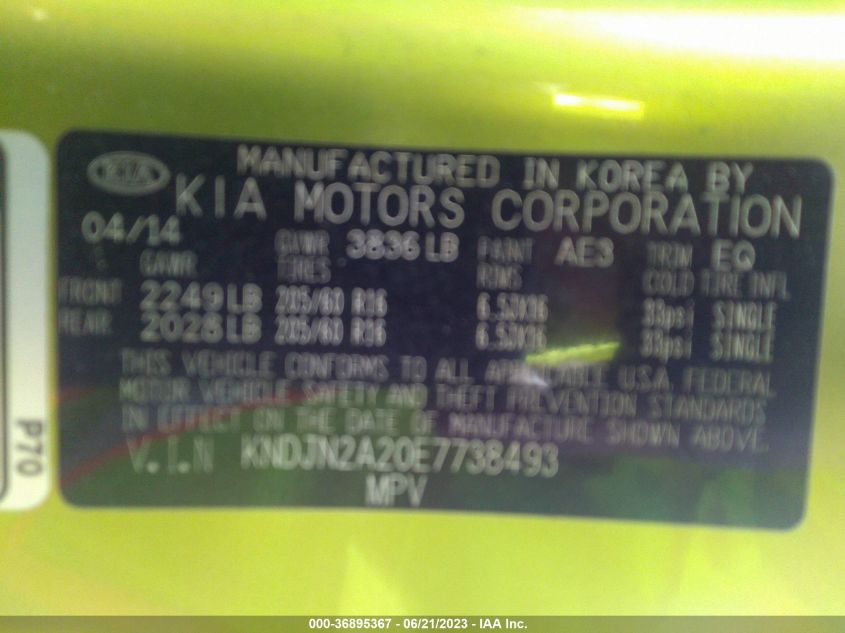 KIA
MANUFACTURED IN KOREA BY
KIA MOTORS CORPORATION
04/14 GVWR 3836 LB PAINT AE3 TRIM EQ
GAWR TIRES RIMS COLD TIRE INFL
FRONT 2249 LB 205/60 R16 6.5JX16 33psi SINGLE
REAR 2028 LB 205/60 R16 6.5JX16 33psi SINGLE
THIS VEHICLE CONFORMS TO ALL APPLICABLE U.S.A. FEDERAL
MOTOR VEHICLE SAFETY AND THEFT PREVENTION STANDARDS
IN EFFECT ON THE DATE OF MANUFACTURE SHOWN ABOVE.
V.I.N KNDJN2A20E7738493
MPV
P70
000-36895367 - 06/21/2023 - IAA Inc.